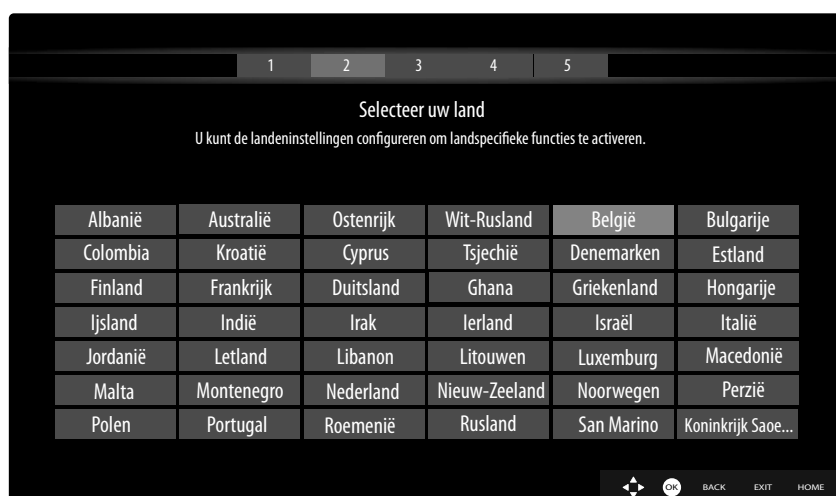 1 2 3 4 5
Selecteer uw land
U kunt de landeninstellingen configureren om landspecifieke functies te activeren.
Albanië Australië Ostenrijk Wit-Rusland België Bulgarije
Colombia Kroatië Cyprus Tsjechië Denemarken Estland
Finland Frankrijk Duitsland Ghana Griekenland Hongarije
Ijsland Indië Irak Ierland Israël Italië
Jordanië Letland Libanon Litouwen Luxemburg Macedonië
Malta Montenegro Nederland Nieuw-Zeeland Noorwegen Perzië
Polen Portugal Roemenië Rusland San Marino Koninkrijk Saoe...
OK BACK EXIT HOME